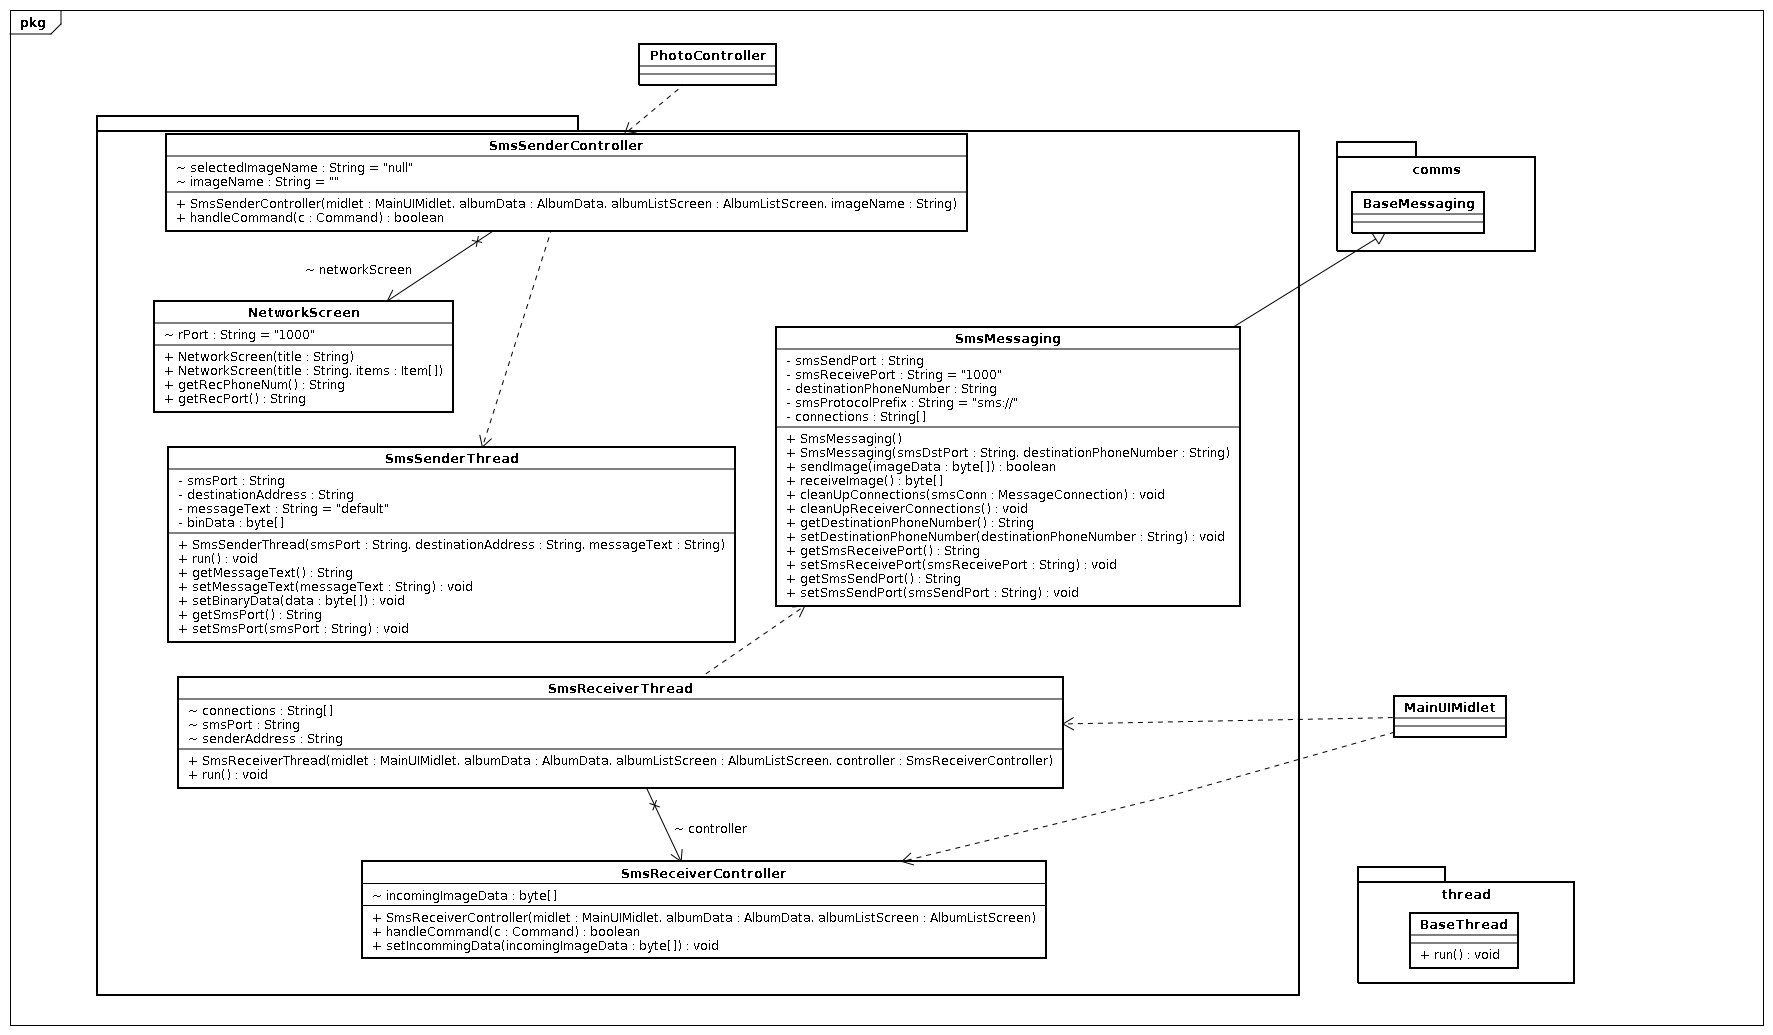 pkg
PhotoController
SmsSenderController
~ selectedImageName : String = "null"
~ imageName : String = ""
+ SmsSenderController(midlet : MainUIMidlet. albumData : AlbumData. albumListScreen : AlbumListScreen. imageName : String)
+ handleCommand(c : Command) : boolean
comms
BaseMessaging
~ networkScreen
NetworkScreen
~ rPort : String = "1000"
+ NetworkScreen(title : String)
+ NetworkScreen(title : String. items : Item[])
+ getRecPhoneNum() : String
+ getRecPort() : String
SmsMessaging
- smsSendPort : String
- smsReceivePort : String = "1000"
- destinationPhoneNumber : String
- smsProtocolPrefix : String = "sms://"
- connections : String[]
+ SmsMessaging()
+ SmsMessaging(smsDstPort : String. destinationPhoneNumber : String)
+ sendImage(imageData : byte[]) : boolean
+ receiveImage() : byte[]
+ cleanUpConnections(smsConn : MessageConnection) : void
+ cleanUpReceiverConnections() : void
+ getDestinationPhoneNumber() : String
+ setDestinationPhoneNumber(destinationPhoneNumber : String) : void
+ getSmsReceivePort() : String
+ setSmsReceivePort(smsReceivePort : String) : void
+ getSmsSendPort() : String
+ setSmsSendPort(smsSendPort : String) : void
SmsSenderThread
- smsPort : String
- destinationAddress : String
- messageText : String = "default"
- binData : byte[]
+ SmsSenderThread(smsPort : String. destinationAddress : String. messageText : String)
+ run() : void
+ getMessageText() : String
+ setMessageText(messageText : String) : void
+ setBinaryData(data : byte[]) : void
+ getSmsPort() : String
+ setSmsPort(smsPort : String) : void
SmsReceiverThread
~ connections : String[]
~ smsPort : String
~ senderAddress : String
+ SmsReceiverThread(midlet : MainUIMidlet. albumData : AlbumData. albumListScreen : AlbumListScreen. controller : SmsReceiverController)
+ run() : void
MainUIMidlet
~ controller
SmsReceiverController
~ incomingImageData : byte[]
+ SmsReceiverController(midlet : MainUIMidlet. albumData : AlbumData. albumListScreen : AlbumListScreen)
+ handleCommand(c : Command) : boolean
+ setIncommingData(incomingImageData : byte[]) : void
thread
BaseThread
+ run() : void